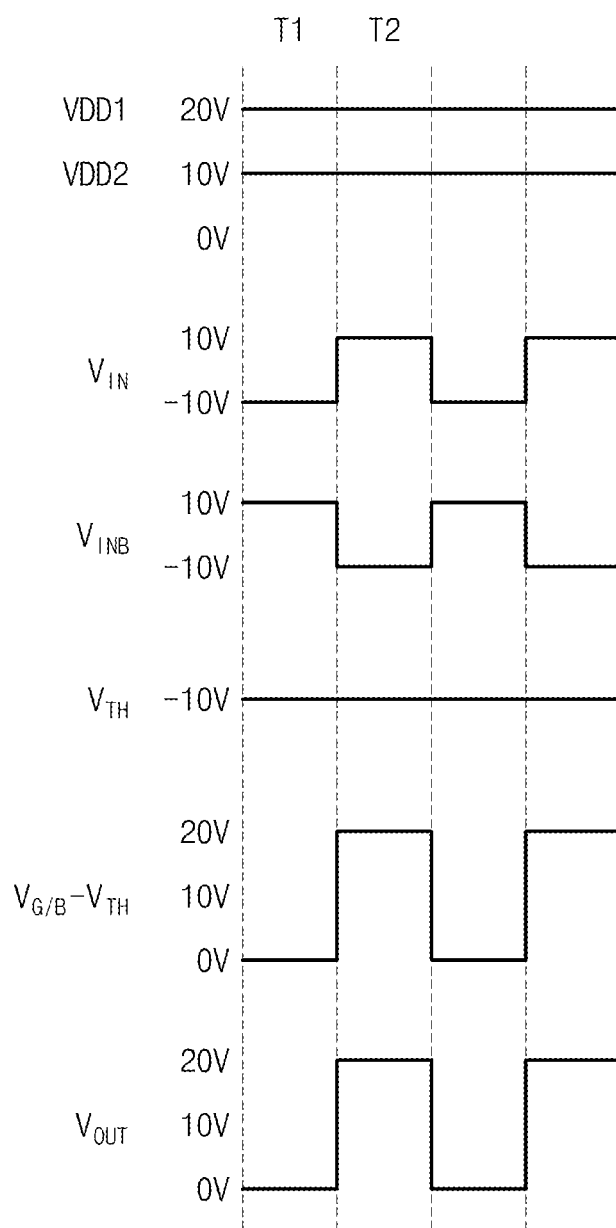 T1 T2
VDD1 20V
VDD2 10V
0V
10V
V_IN
-10V
10V
V_INB
-10V
V_TH -10V
20V
V_G/B-V_TH 10V
0V
20V
V_OUT 10V
0V